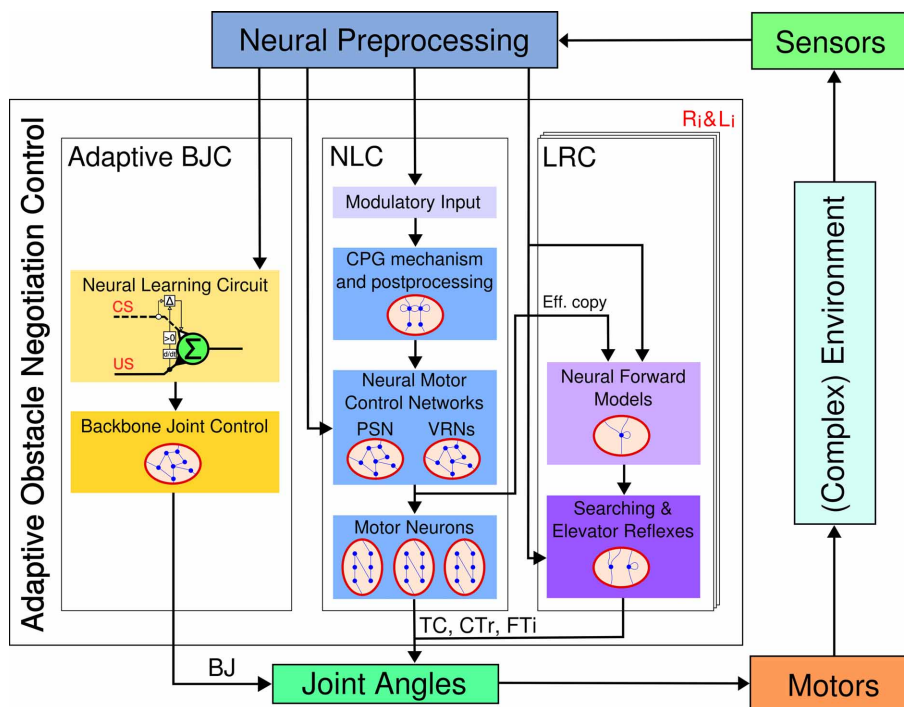 Neural Preprocessing
Sensors
Adaptive Obstacle Negotiation Control
Ri&Li
Adaptive BJC
NLC
LRC
Modulatory Input
CPG mechanism
and postprocessing
Neural Learning Circuit
CS
Δ
>0
d/dt
Σ
US
Eff. copy
Neural Motor
Control Networks
PSN VRNs
Neural Forward
Models
Backbone Joint Control
Searching &
Elevator Reflexes
Motor Neurons
TC, CTr, FTi
BJ
Joint Angles
Motors
(Complex) Environment